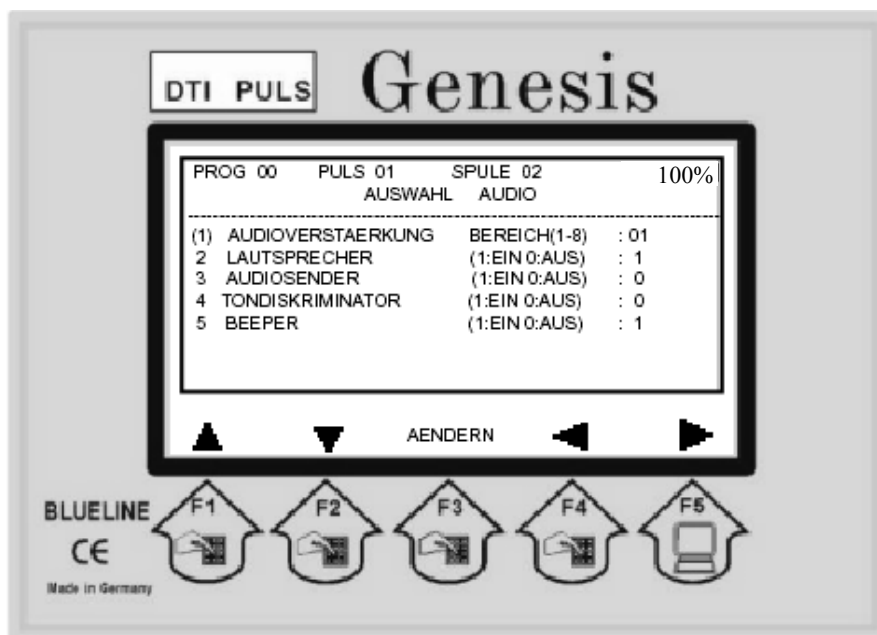 DTI PULS Genesis
PROG 00 PULS 01 SPULE 02 100%
AUSWAHL AUDIO
(1) AUDIOVERSTAERKUNG BEREICH(1-8) : 01
2 LAUTSPRECHER (1:EIN 0:AUS) : 1
3 AUDIOSENDER (1:EIN 0:AUS) : 0
4 TONDISKRIMINATOR (1:EIN 0:AUS) : 0
5 BEEPER (1:EIN 0:AUS) : 1
AENDERN
F1 F2 F3 F4 F5
BLUELINE
CE
Made in Germany